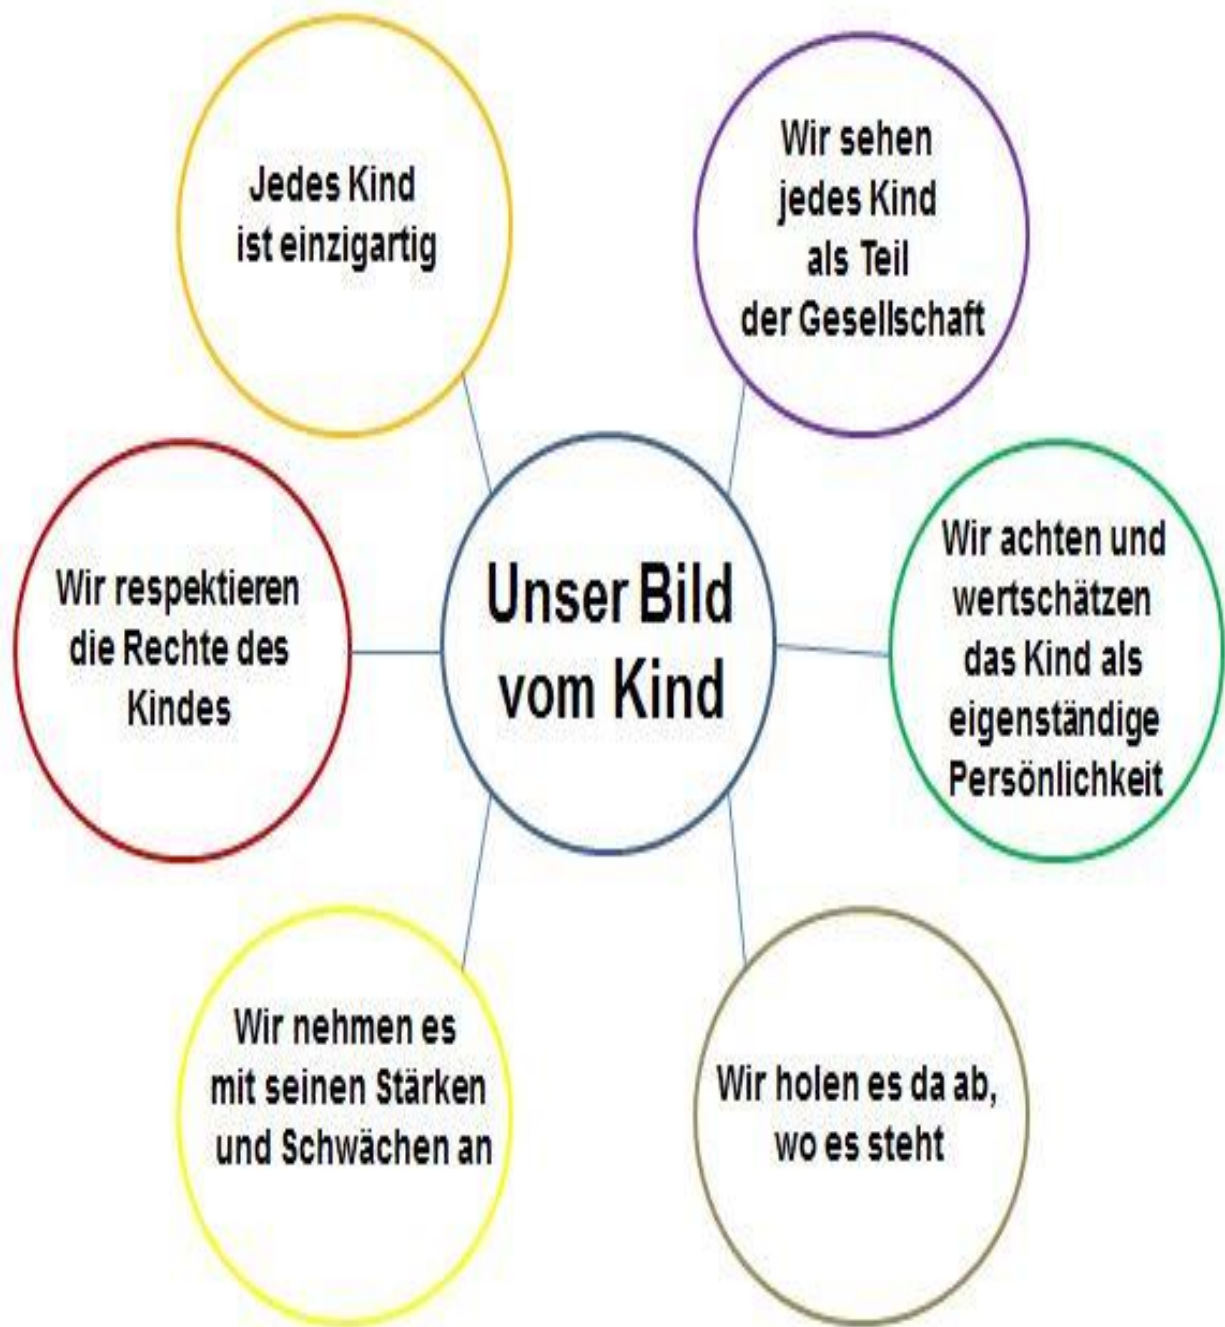 Jedes Kind
ist einzigartig
Wir sehen
jedes Kind
als Teil
der Gesellschaft
Wir respektieren
die Rechte des
Kindes
Unser Bild
vom Kind
Wir achten und
wertschätzen
das Kind als
eigenständige
Persönlichkeit
Wir nehmen es
mit seinen Stärken
und Schwächen an
Wir holen es da ab,
wo es steht